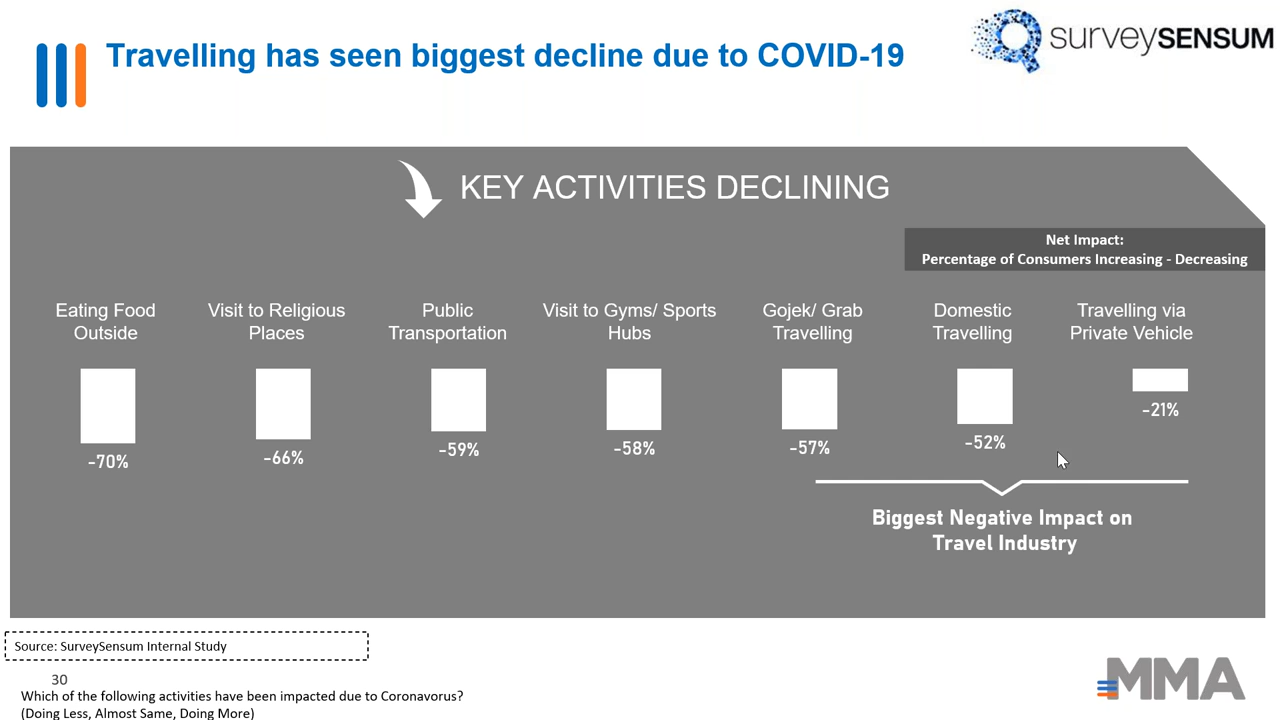 Travelling has seen biggest decline due to COVID-19
surveySENSUM
KEY ACTIVITIES DECLINING
Net Impact:
Percentage of Consumers Increasing - Decreasing
Eating Food
Outside
Visit to Religious
Places
Public
Transportation
Visit to Gyms/ Sports
Hubs
Gojek/ Grab
Travelling
Domestic
Travelling
Travelling via
Private Vehicle
-70%
-66%
-59%
-58%
-57%
-52%
-21%
Biggest Negative Impact on
Travel Industry
Source: SurveySensum Internal Study
30
Which of the following activities have been impacted due to Coronavorus?
(Doing Less, Almost Same, Doing More)
MMA